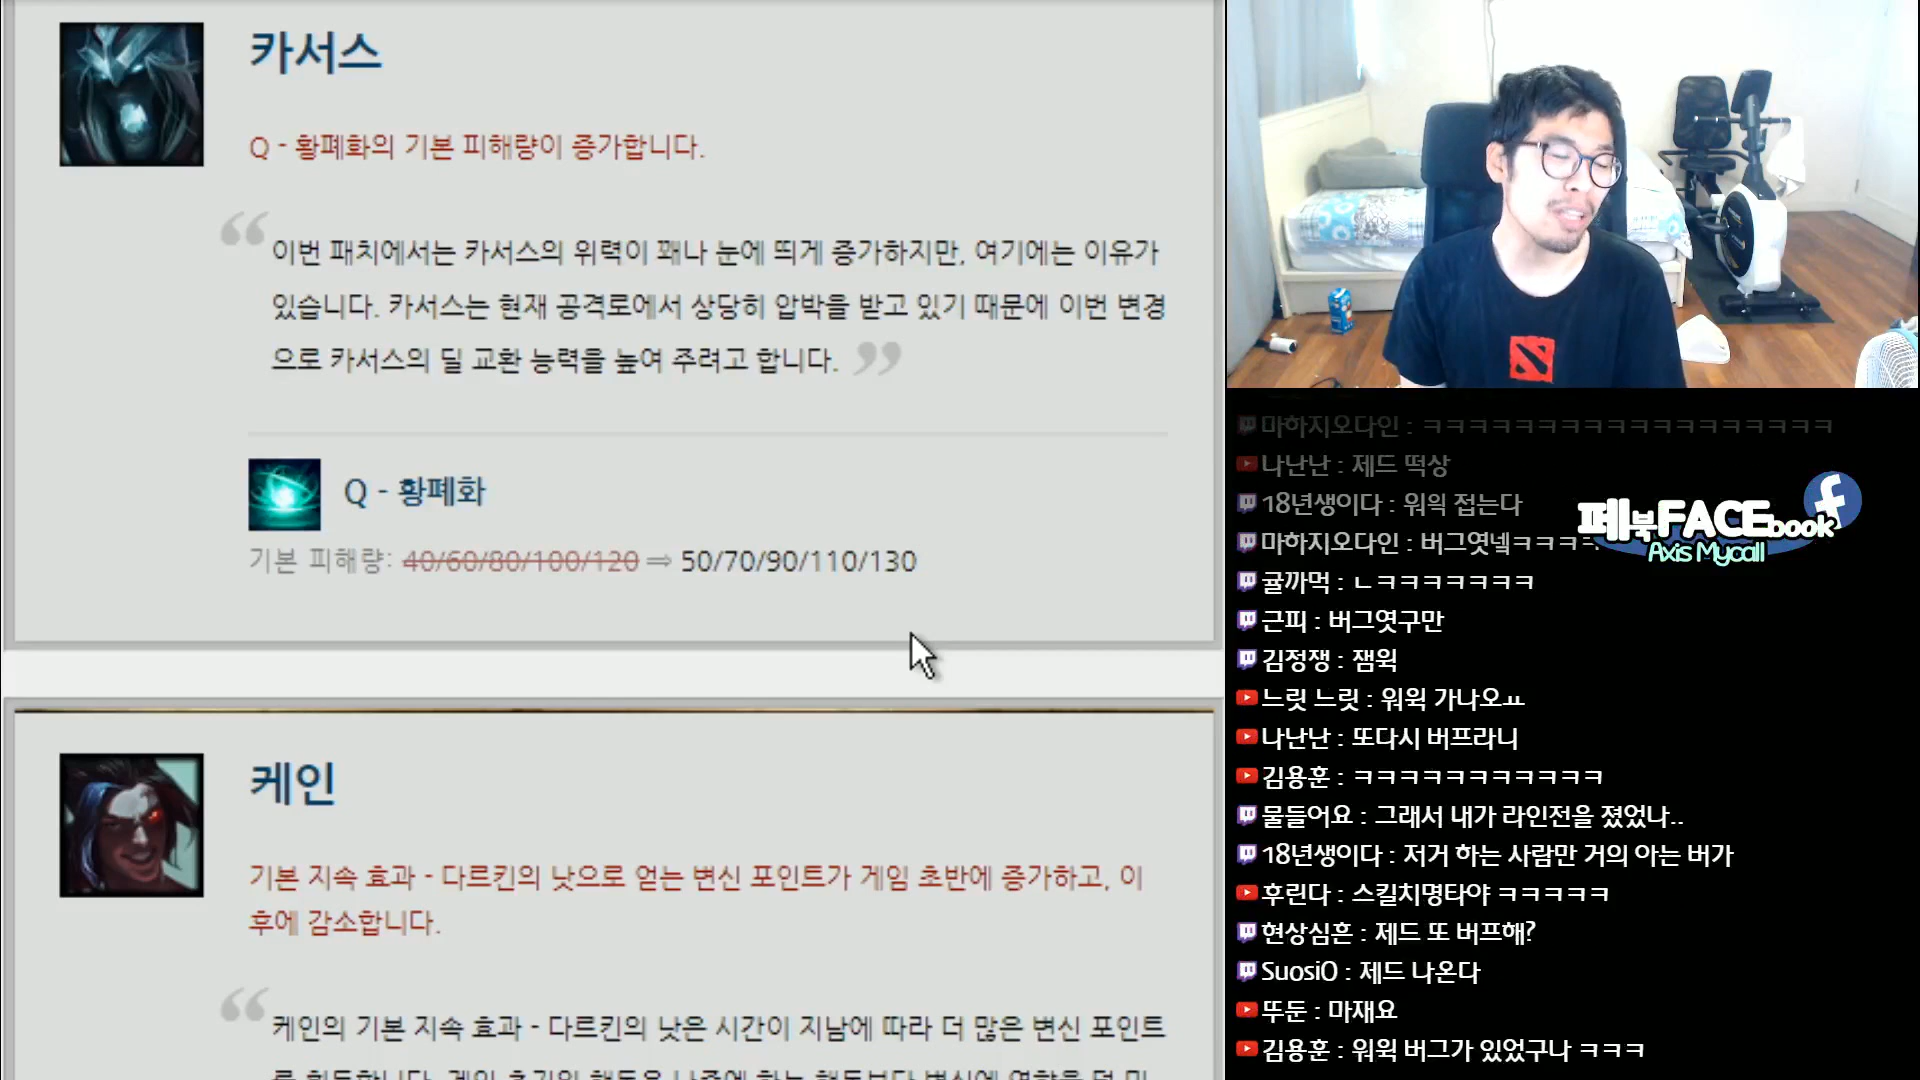 카서스
Q - 황폐화의 기본 피해량이 증가합니다.
이번 패치에서는 카서스의 위력이 꽤나 눈에 띄게 증가하지만, 여기에는 이유가
있습니다. 카서스는 현재 공격로에서 상당히 압박을 받고 있기 때문에 이번 변경
으로 카서스의 딜 교환 능력을 높여 주려고 합니다.
Q - 황폐화
기본 피해량: 40/60/80/100/120 ⇒ 50/70/90/110/130
케인
기본 지속 효과 - 다르킨의 낫으로 얻는 변신 포인트가 게임 초반에 증가하고, 이
후에 감소합니다.
케인의 기본 지속 효과 - 다르킨의 낫은 시간이 지남에 따라 더 많은 변신 포인트
마하지오다인 : ㅋㅋㅋㅋㅋㅋㅋㅋㅋㅋㅋㅋㅋㅋㅋㅋㅋㅋ
나난난 : 제드 떡상
18년생이다 : 워윅 접는다
마하지오다인 : 버그엿넼ㅋㅋㅋㅋ
귤까먹 : ㄴㅋㅋㅋㅋㅋㅋㅋ
근피 : 버그엿구만
김정쟁 : 잼윅
느릿 느릿 : 워윅 가나오ㅛ
나난난 : 또다시 버프라니
김용훈 : ㅋㅋㅋㅋㅋㅋㅋㅋㅋㅋㅋ
물들어요 : 그래서 내가 라인전을 졌었나..
18년생이다 : 저거 하는 사람만 거의 아는 버가
후린다 : 스킬치명타야 ㅋㅋㅋㅋㅋ
현상심흔 : 제드 또 버프해?
SuosiO : 제드 나온다
뚜둔 : 마재요
김용훈 : 워윅 버그가 있었구나 ㅋㅋㅋ
페북FACEbook
Axis Mycall